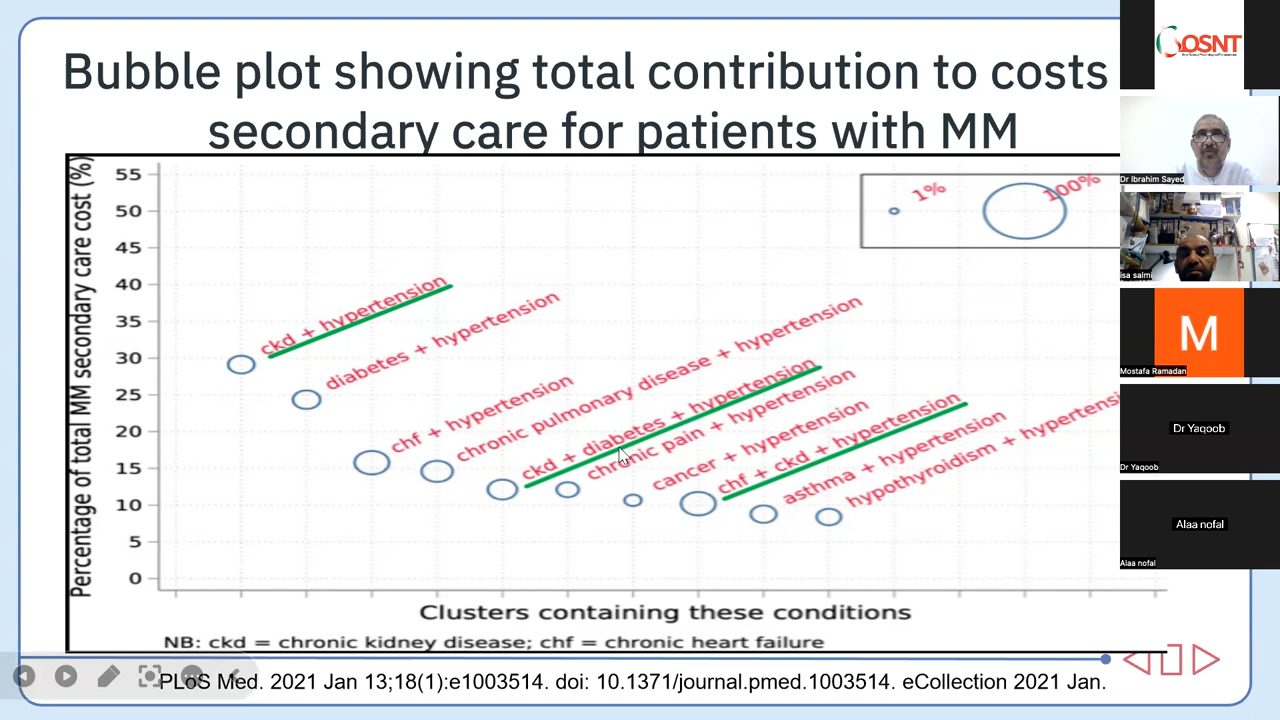 Bubble plot showing total contribution to costs
secondary care for patients with MM
Percentage of total MM secondary care cost (%)
55
50
45
40
35
30
25
20
15
10
5
0
1%
100%
ckd + hypertension
diabetes + hypertension
chf + hypertension
chronic pulmonary disease + hypertension
ckd + diabetes + hypertension
chronic pain + hypertension
cancer + hypertension
chf + ckd + hypertension
asthma + hypertension
hypothyroidism + hypertensi
Clusters containing these conditions
NB: ckd = chronic kidney disease; chf = chronic heart failure
PLoS Med. 2021 Jan 13;18(1):e1003514. doi: 10.1371/journal.pmed.1003514. eCollection 2021 Jan.
OSNT
Dr Ibrahim Sayed
isa salmi
M
Mostafa Ramadan
Dr Yaqoob
Dr Yaqoob
Alaa nofal
Alaa nofal